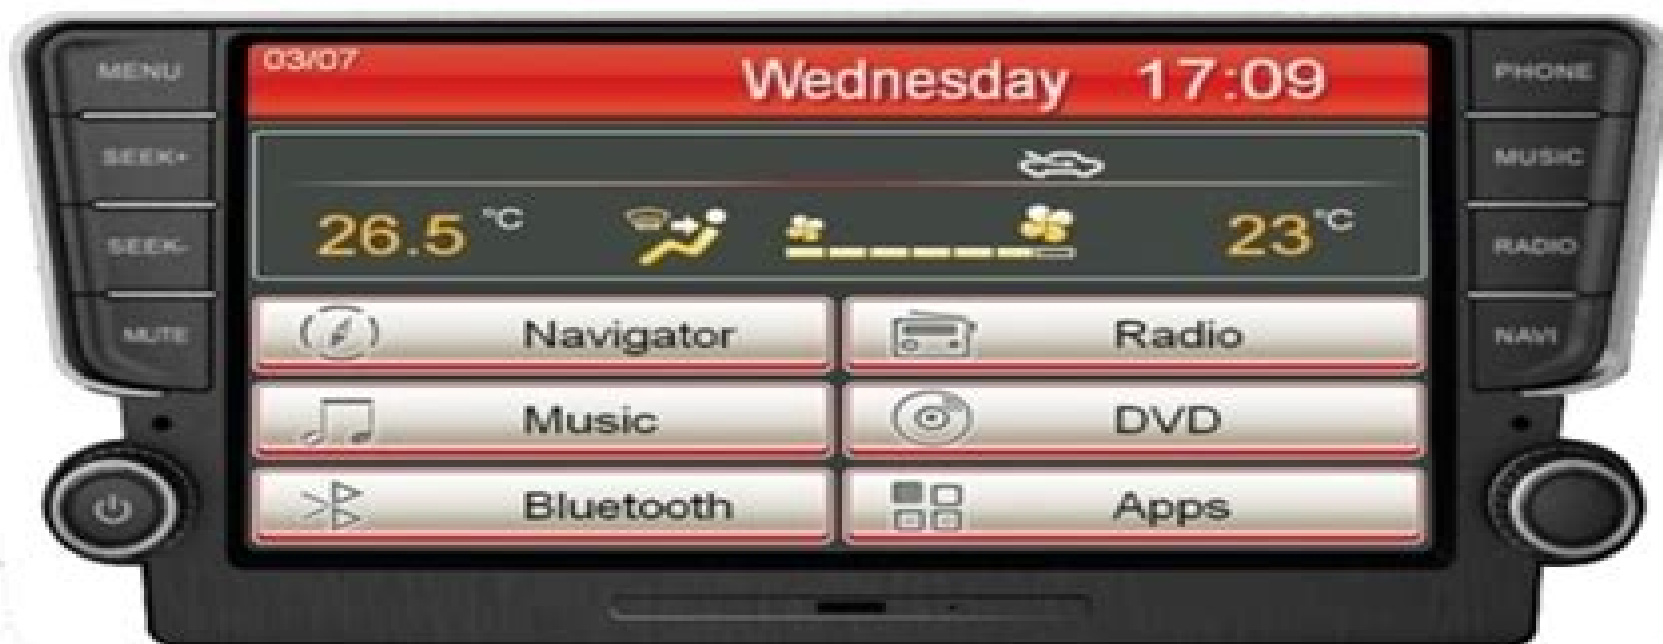 MENU
SEEK+
SEEK-
MUTE
03/07
Wednesday 17:09
26.5 °C
23 °C
Navigator
Radio
Music
DVD
Bluetooth
Apps
PHONE
MUSIC
RADIO
NAVI